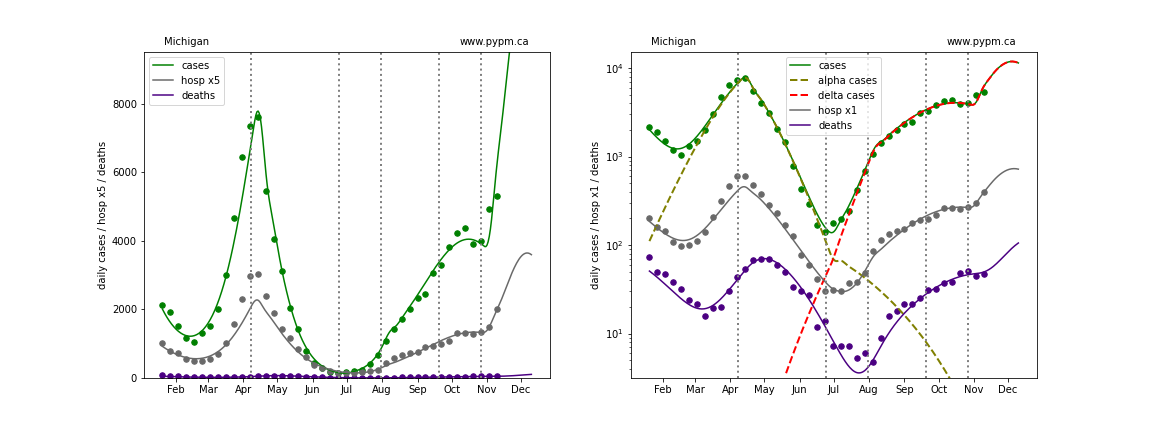 Michigan www.pypm.ca
cases
hosp x5
deaths
daily cases / hosp x5 / deaths
8000
6000
4000
2000
0
Feb Mar Apr May Jun Jul Aug Sep Oct Nov Dec
Michigan www.pypm.ca
cases
alpha cases
delta cases
hosp x1
deaths
daily cases / hosp x1 / deaths
10⁴
10³
10²
10¹
Feb Mar Apr May Jun Jul Aug Sep Oct Nov Dec